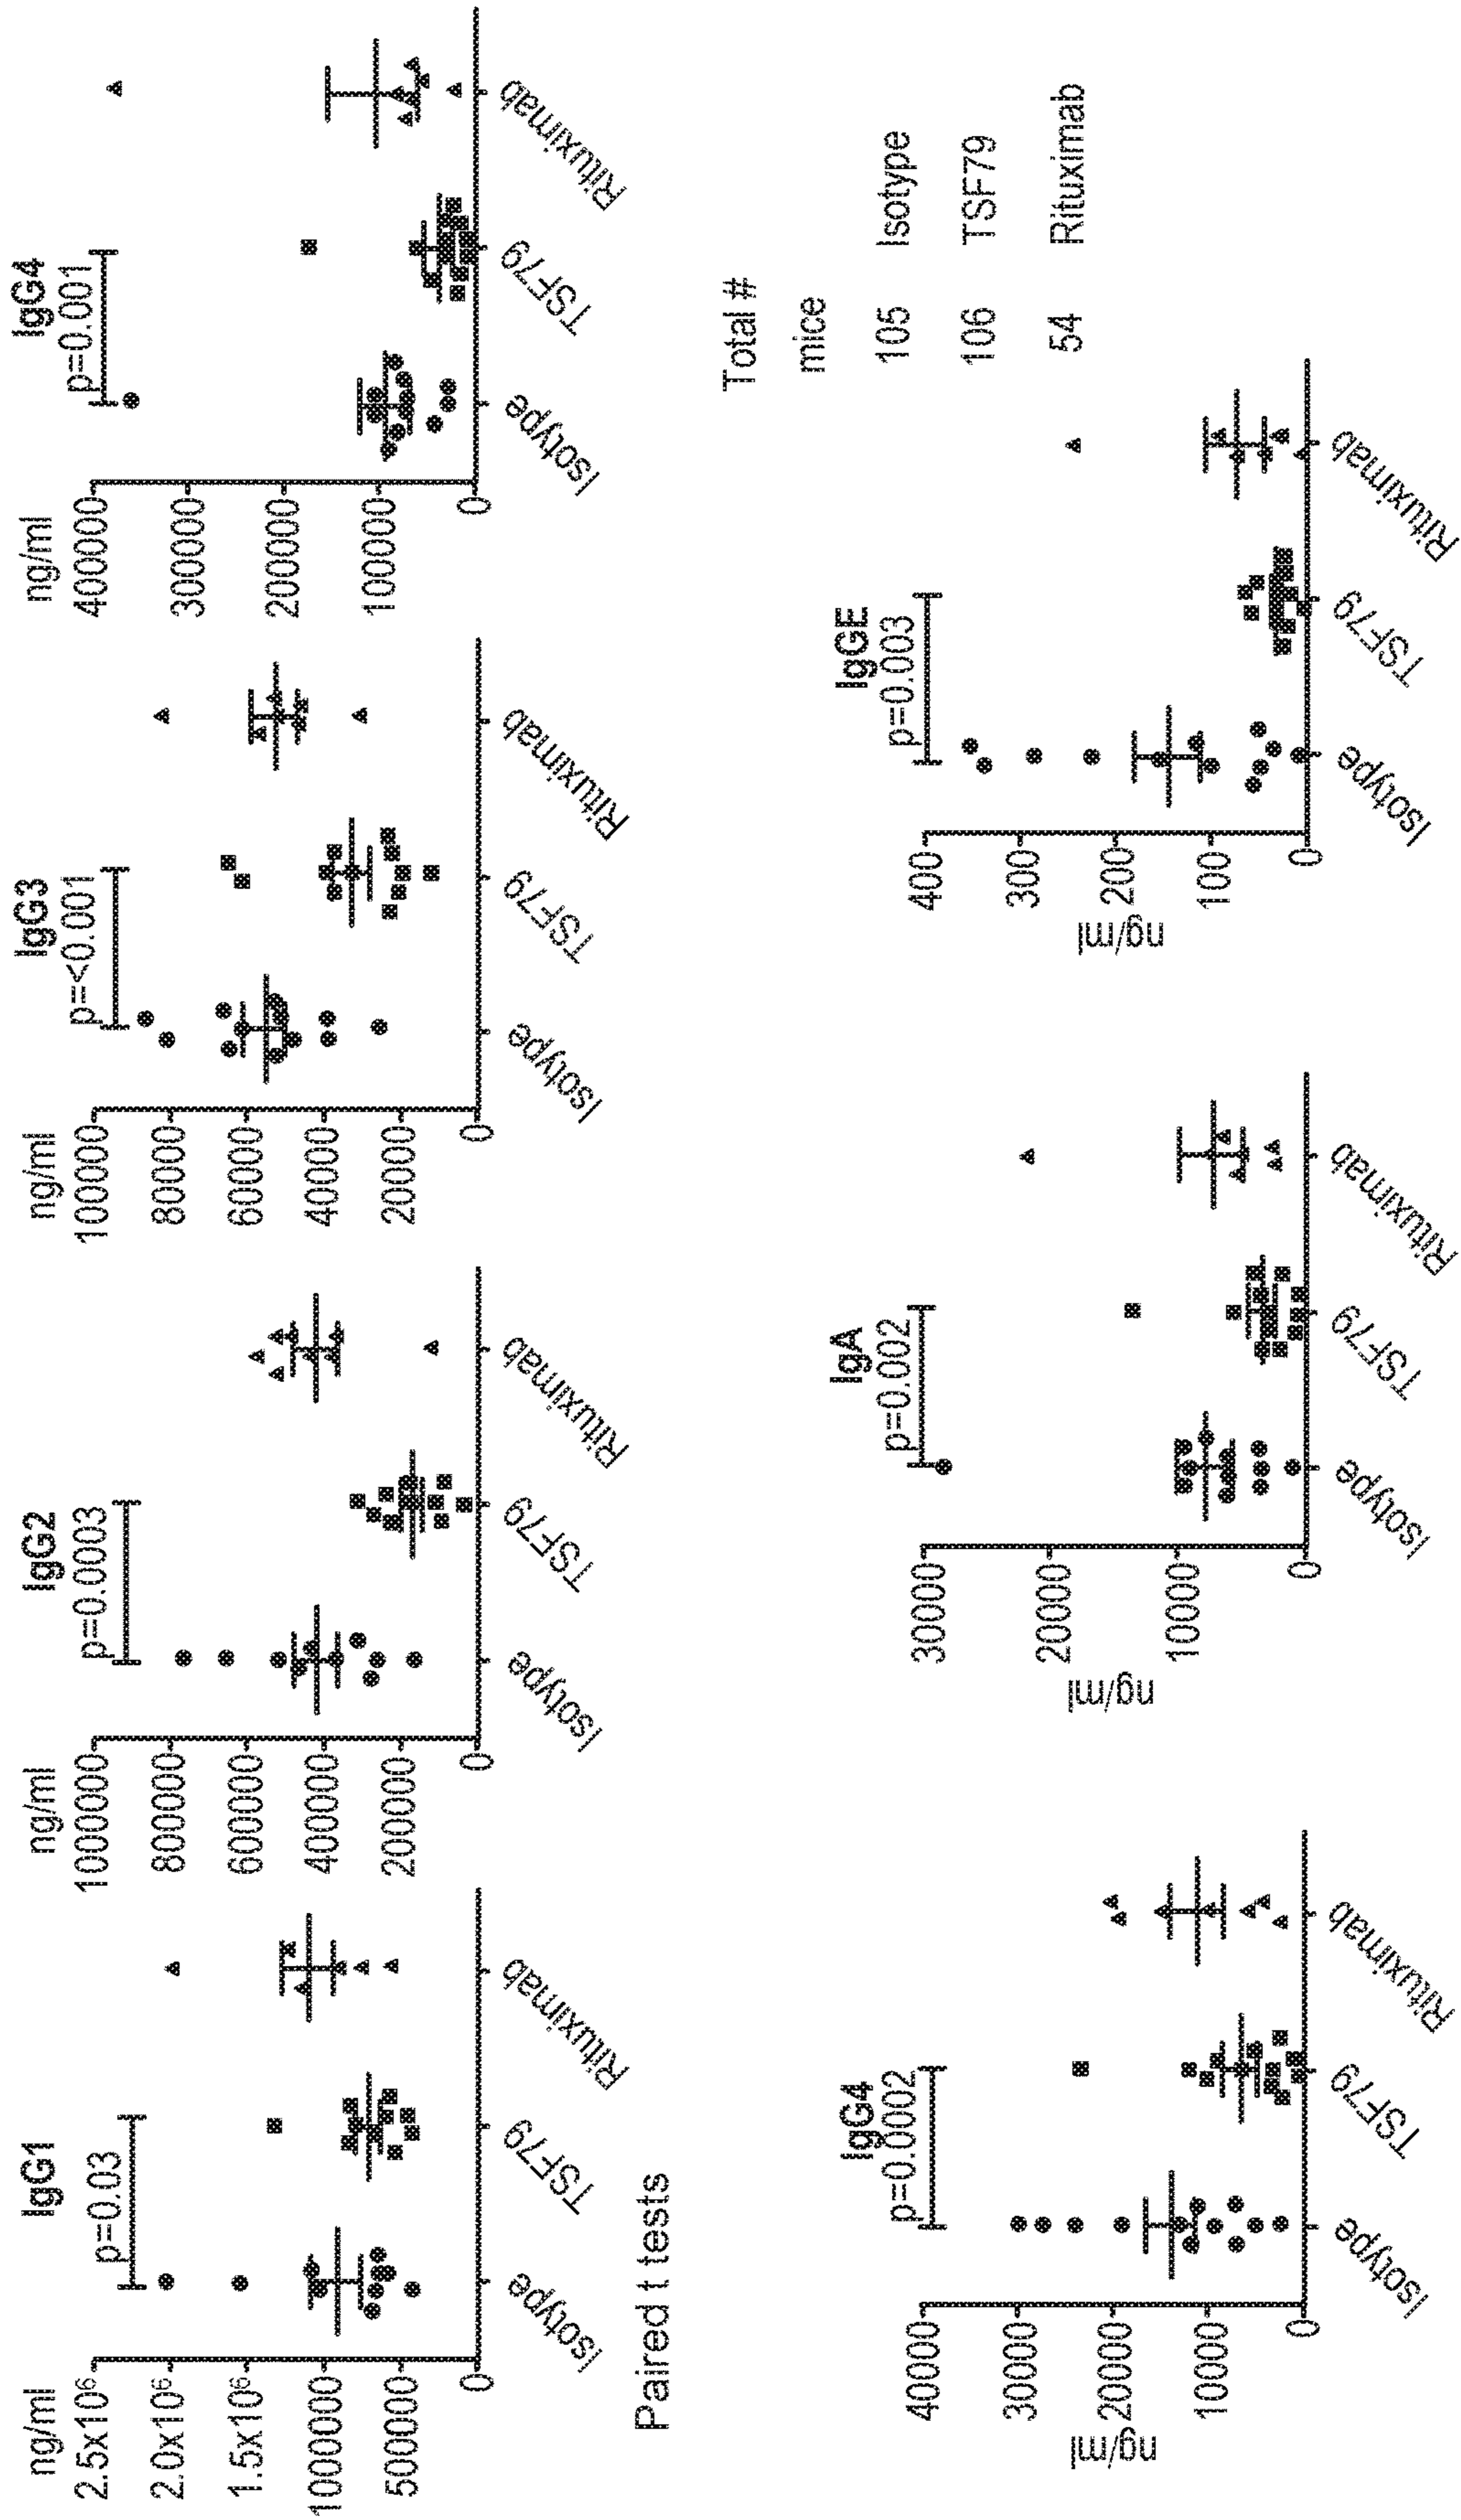 IgG1
p=0.03
ng/ml
2.5x10⁶
2.0x10⁶
1.5x10⁶
1000000
500000
0
Isotype
TSF79
Rituximab
IgG2
p=0.0003
ng/ml
1000000
800000
600000
400000
200000
0
Isotype
TSF79
Rituximab
IgG3
p=<0.001
ng/ml
100000
80000
60000
40000
20000
0
Isotype
TSF79
Rituximab
IgG4
p=0.001
ng/ml
400000
300000
200000
100000
0
Isotype
TSF79
Rituximab
Paired t tests
IgG4
p=0.0002
ng/ml
40000
30000
20000
10000
0
Isotype
TSF79
Rituximab
IgA
p=0.002
ng/ml
30000
20000
10000
0
Isotype
TSF79
Rituximab
IgGE
p=0.003
ng/ml
400
300
200
100
0
Isotype
TSF79
Rituximab
Total #
mice
105 Isotype
106 TSF79
54 Rituximab